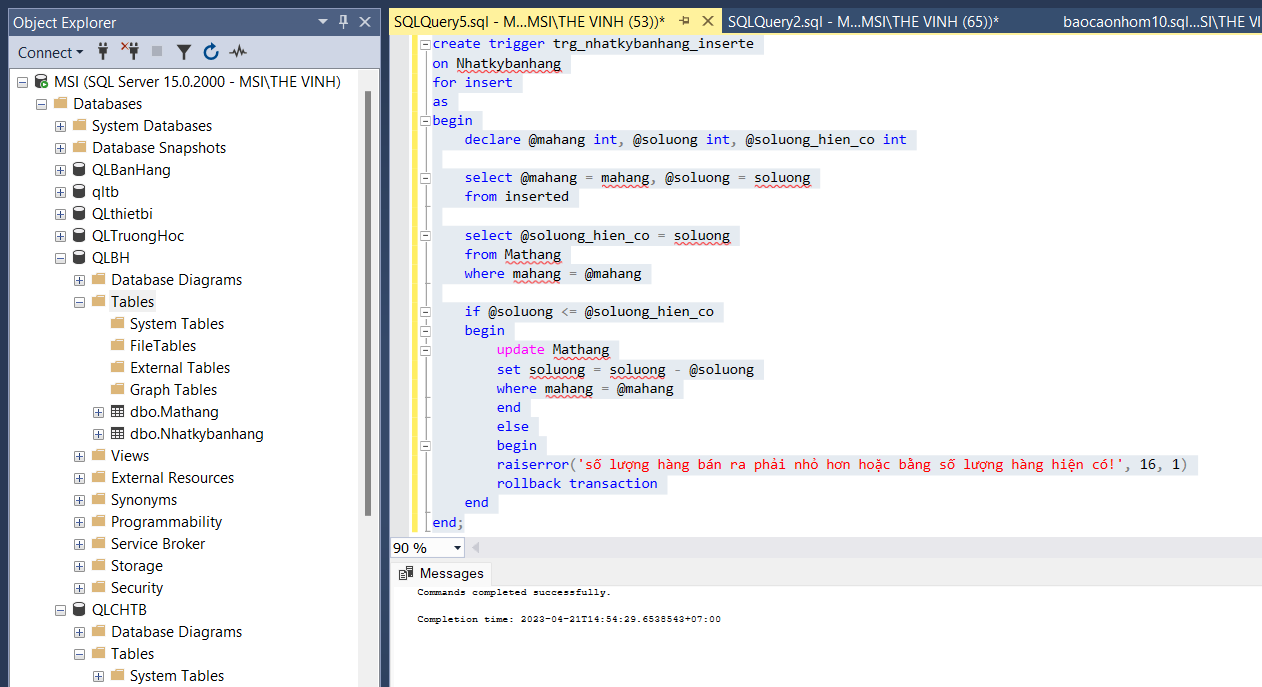 Object Explorer
Connect
MSI (SQL Server 15.0.2000 - MSI\THE VINH)
Databases
System Databases
Database Snapshots
QLBanHang
qltb
QLthietbi
QLTruongHoc
QLBH
Database Diagrams
Tables
System Tables
FileTables
External Tables
Graph Tables
dbo.Mathang
dbo.Nhatkybanhang
Views
External Resources
Synonyms
Programmability
Service Broker
Storage
Security
QLCHTB
Database Diagrams
Tables
System Tables
SQLQuery5.sql - M...MSI\THE VINH (53))*
SQLQuery2.sql - M...MSI\THE VINH (65))*
baocaonhom10.sql...SI\THE VI
create trigger trg_nhatkybanhang_inserte
on Nhatkybanhang
for insert
as
begin
declare @mahang int, @soluong int, @soluong_hien_co int
select @mahang = mahang, @soluong = soluong
from inserted
select @soluong_hien_co = soluong
from Mathang
where mahang = @mahang
if @soluong <= @soluong_hien_co
begin
update Mathang
set soluong = soluong - @soluong
where mahang = @mahang
end
else
begin
raiserror('số lượng hàng bán ra phải nhỏ hơn hoặc bằng số lượng hàng hiện có!', 16, 1)
rollback transaction
end
end;
90 %
Messages
Commands completed successfully.
Completion time: 2023-04-21T14:54:29.6538543+07:00